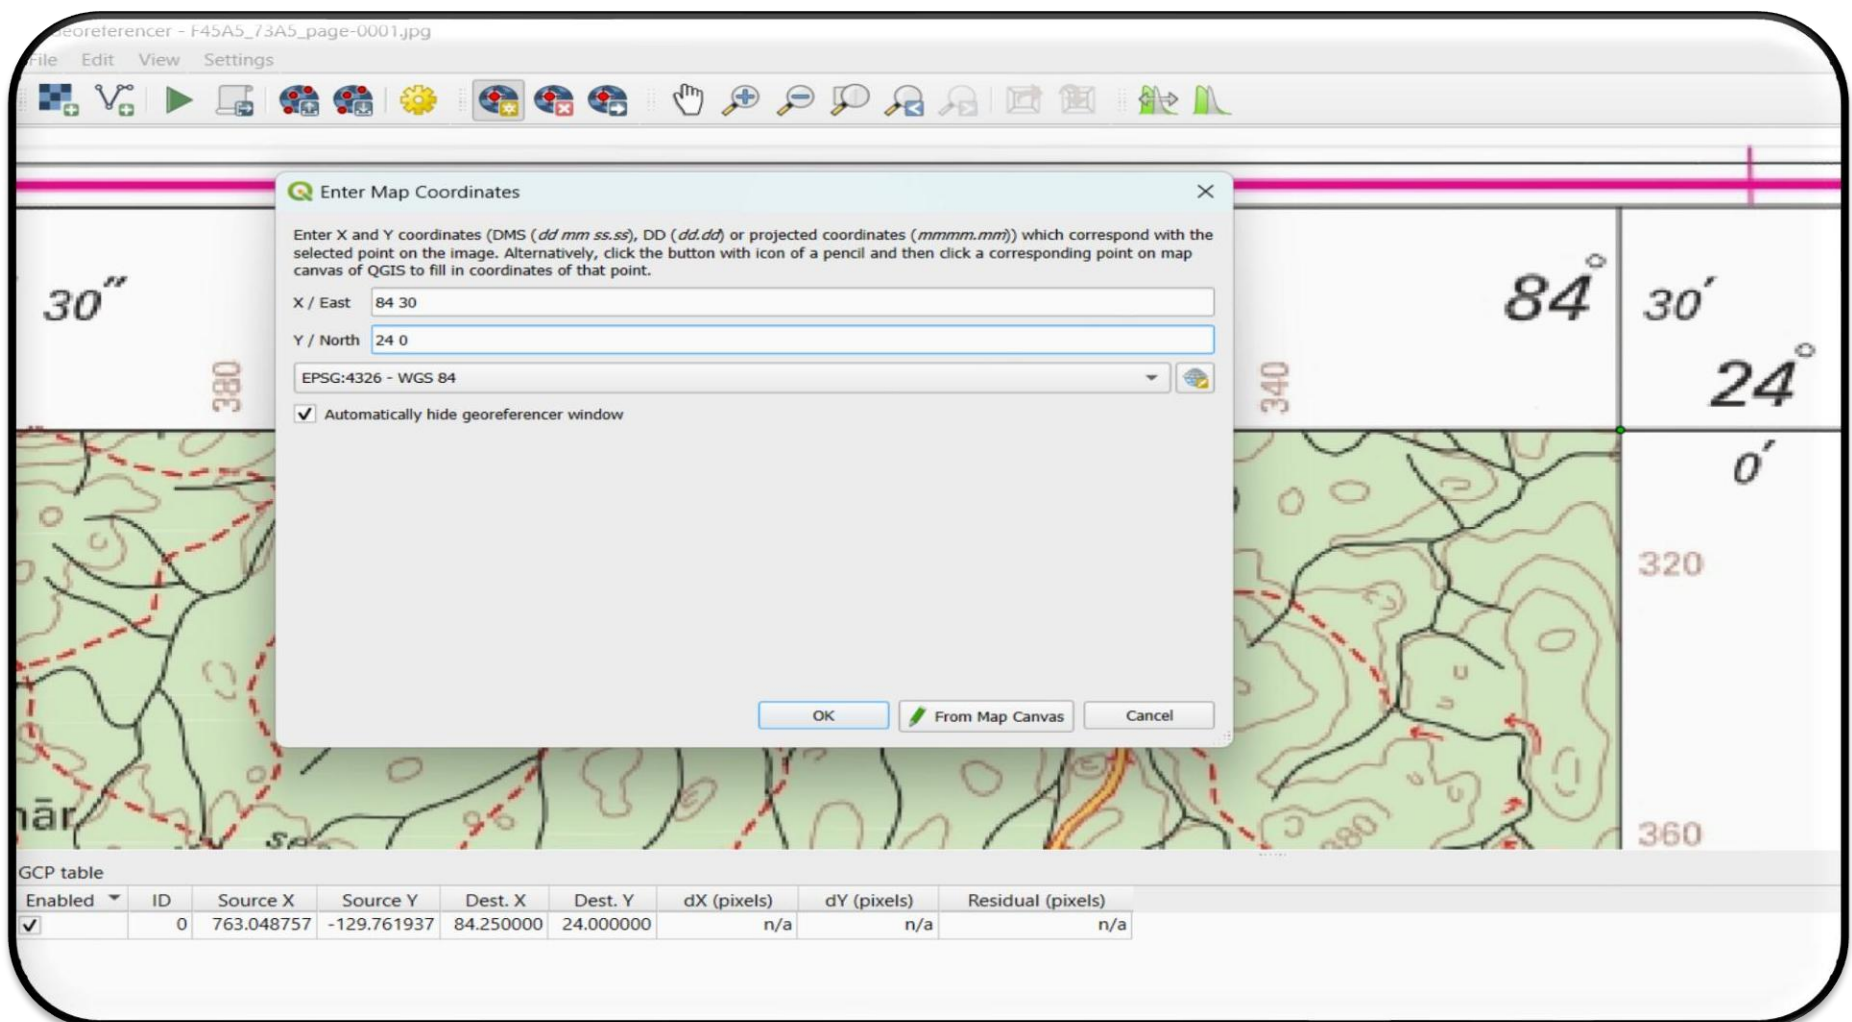 eoreferencer - F45A5_73A5_page-0001.jpg
File Edit View Settings
Enter Map Coordinates
Enter X and Y coordinates (DMS (dd mm ss.ss), DD (dd.dd) or projected coordinates (mmmm.mm)) which correspond with the
selected point on the image. Alternatively, click the button with icon of a pencil and then click a corresponding point on map
canvas of QGIS to fill in coordinates of that point.
X / East 84 30
Y / North 24 0
EPSG:4326 - WGS 84
Automatically hide georeferencer window
OK From Map Canvas Cancel
30″
380
340
84° 30′
24°
0′
320
360
380
nār
GCP table
Enabled ID Source X Source Y Dest. X Dest. Y dX (pixels) dY (pixels) Residual (pixels)
0 763.048757 -129.761937 84.250000 24.000000 n/a n/a n/a